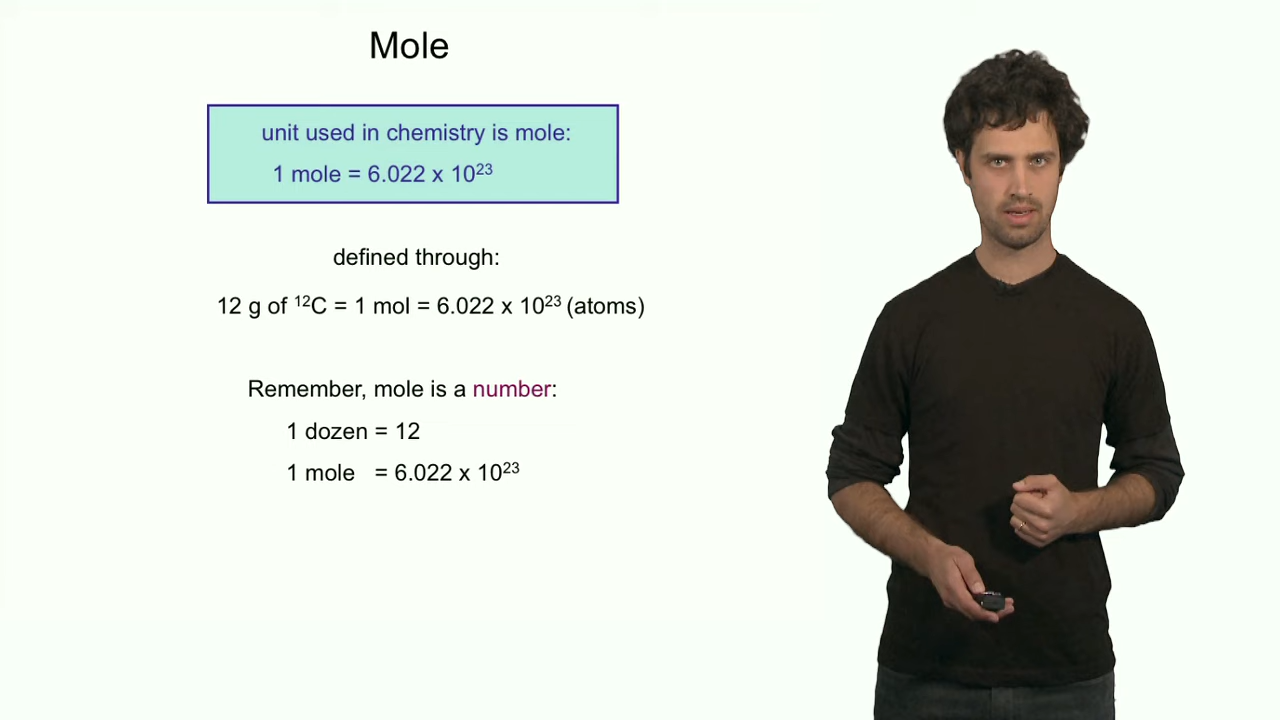 Mole
unit used in chemistry is mole:
1 mole = 6.022 x 10²³
defined through:
12 g of ¹²C = 1 mol = 6.022 x 10²³ (atoms)
Remember, mole is a number:
1 dozen = 12
1 mole = 6.022 x 10²³